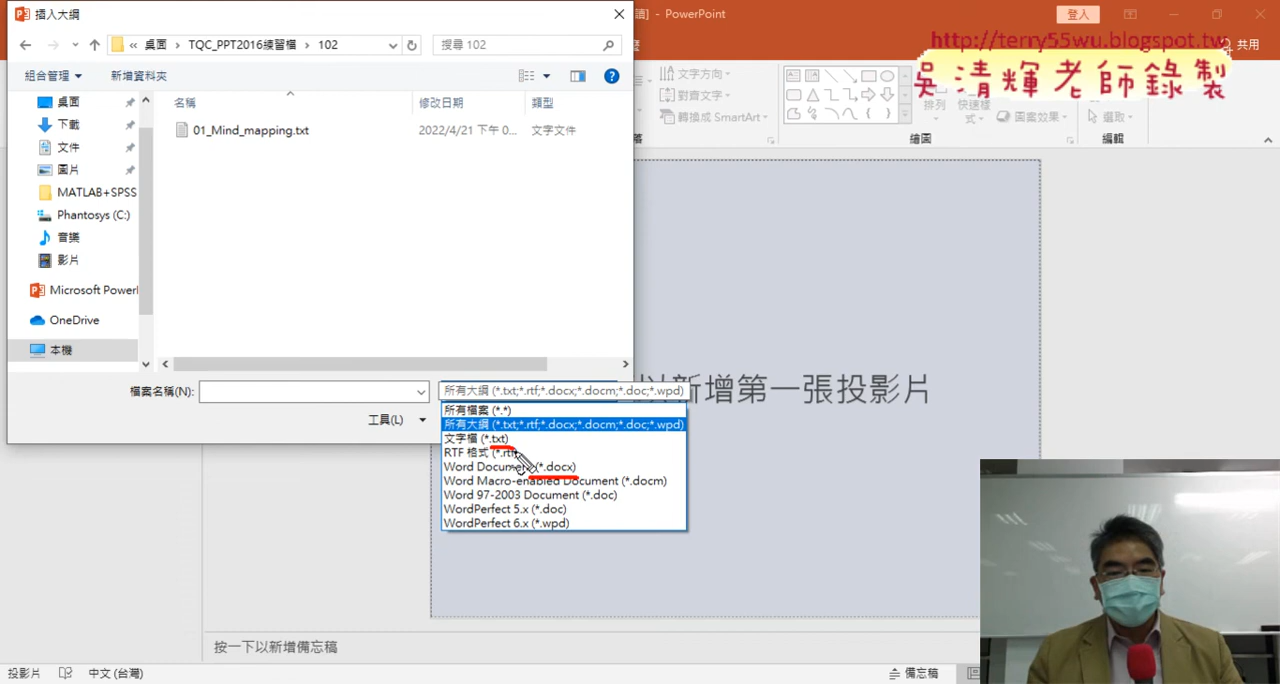 插入大綱
- PowerPoint
登入
http://terry55wu.blogspot.tw
共用
吳清輝老師錄製
« 桌面 › TQC_PPT2016練習檔 › 102
搜尋 102
組合管理
新增資料夾
文字方向
對齊文字
轉換成 SmartArt
排列
快速樣式
圖案效果
選取
繪圖
編輯
名稱
修改日期
類型
桌面
下載
文件
圖片
MATLAB+SPSS
Phantosys (C:)
音樂
影片
Microsoft Power
OneDrive
本機
01_Mind_mapping.txt
2022/4/21 下午 0...
文字文件
檔案名稱(N):
所有大綱 (*.txt;*.rtf;*.docx;*.docm;*.doc;*.wpd)
工具(L)
所有檔案 (*.*)
所有大綱 (*.txt;*.rtf;*.docx;*.docm;*.doc;*.wpd)
文字檔 (*.txt)
RTF 格式 (*.rtf)
Word Document (*.docx)
Word Macro-enabled Document (*.docm)
Word 97-2003 Document (*.doc)
WordPerfect 5.x (*.doc)
WordPerfect 6.x (*.wpd)
以新增第一張投影片
按一下以新增備忘稿
投影片
中文 (台灣)
備忘稿